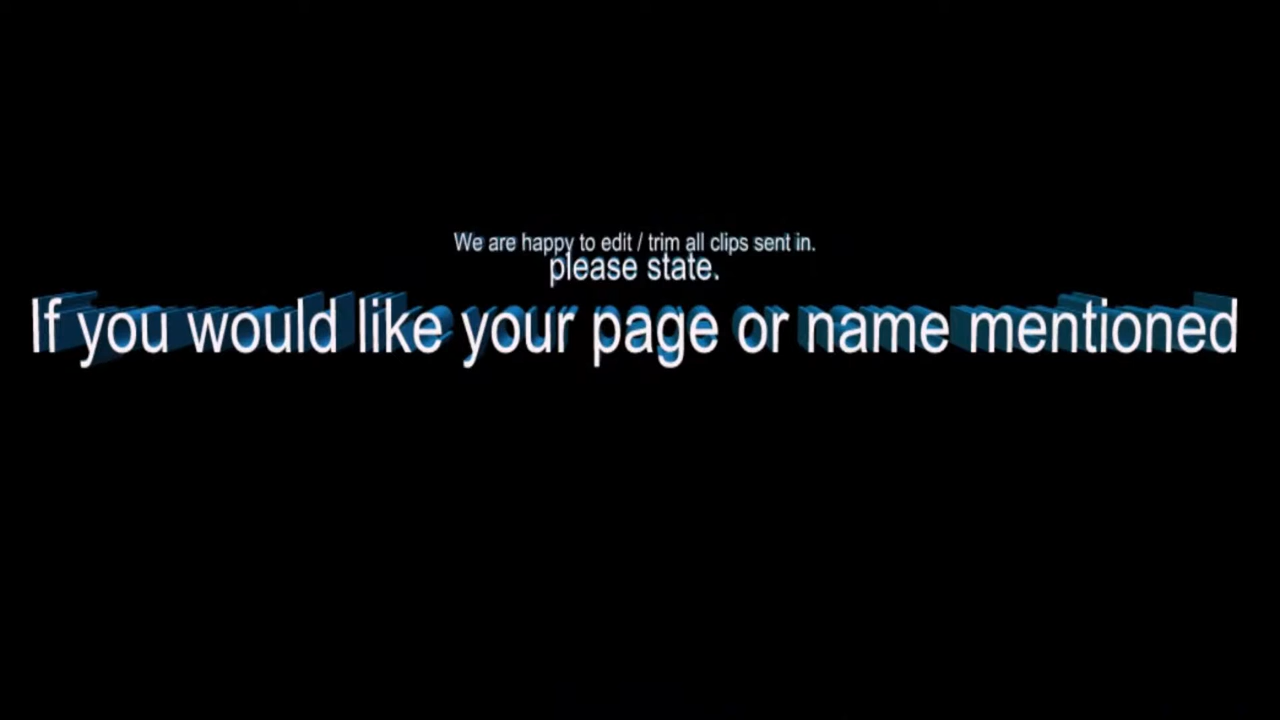 We are happy to edit / trim all clips sent in.
please state.
If you would like your page or name mentioned